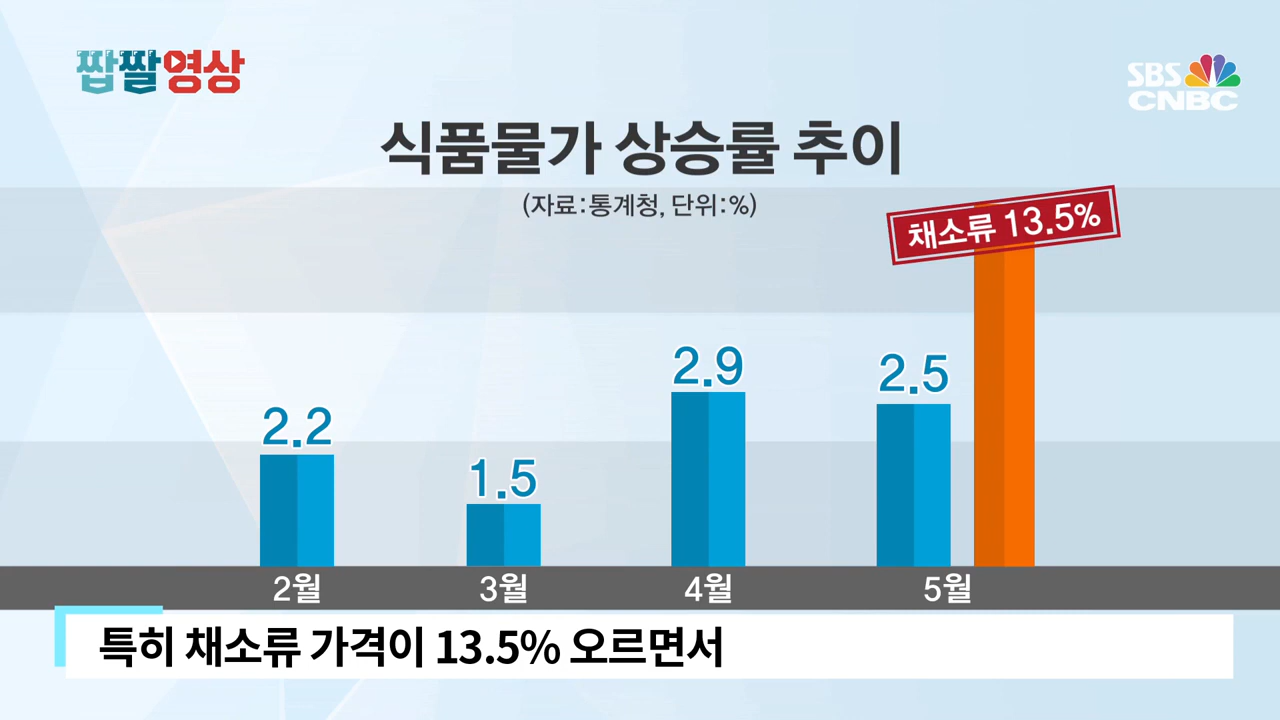 짭짤영상
SBS
CNBC
식품물가 상승률 추이
(자료:통계청, 단위:%)
채소류 13.5%
2.2
1.5
2.9
2.5
2월
3월
4월
5월
특히 채소류 가격이 13.5% 오르면서